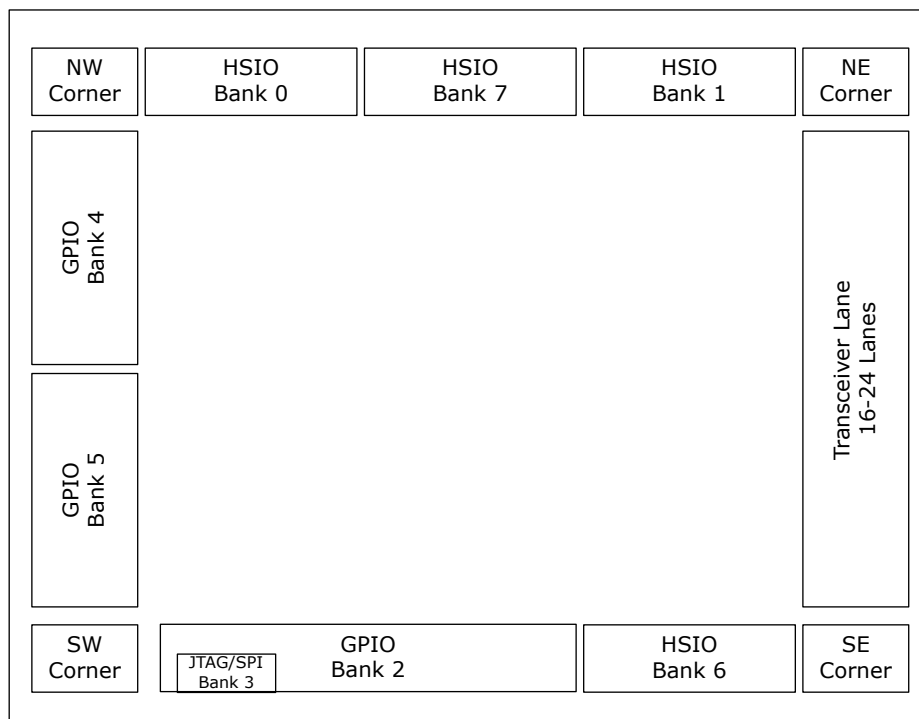 NW
Corner
HSIO
Bank 0
HSIO
Bank 7
HSIO
Bank 1
NE
Corner
GPIO
Bank 4
Transceiver Lane
16-24 Lanes
GPIO
Bank 5
SW
Corner
JTAG/SPI
Bank 3
GPIO
Bank 2
HSIO
Bank 6
SE
Corner